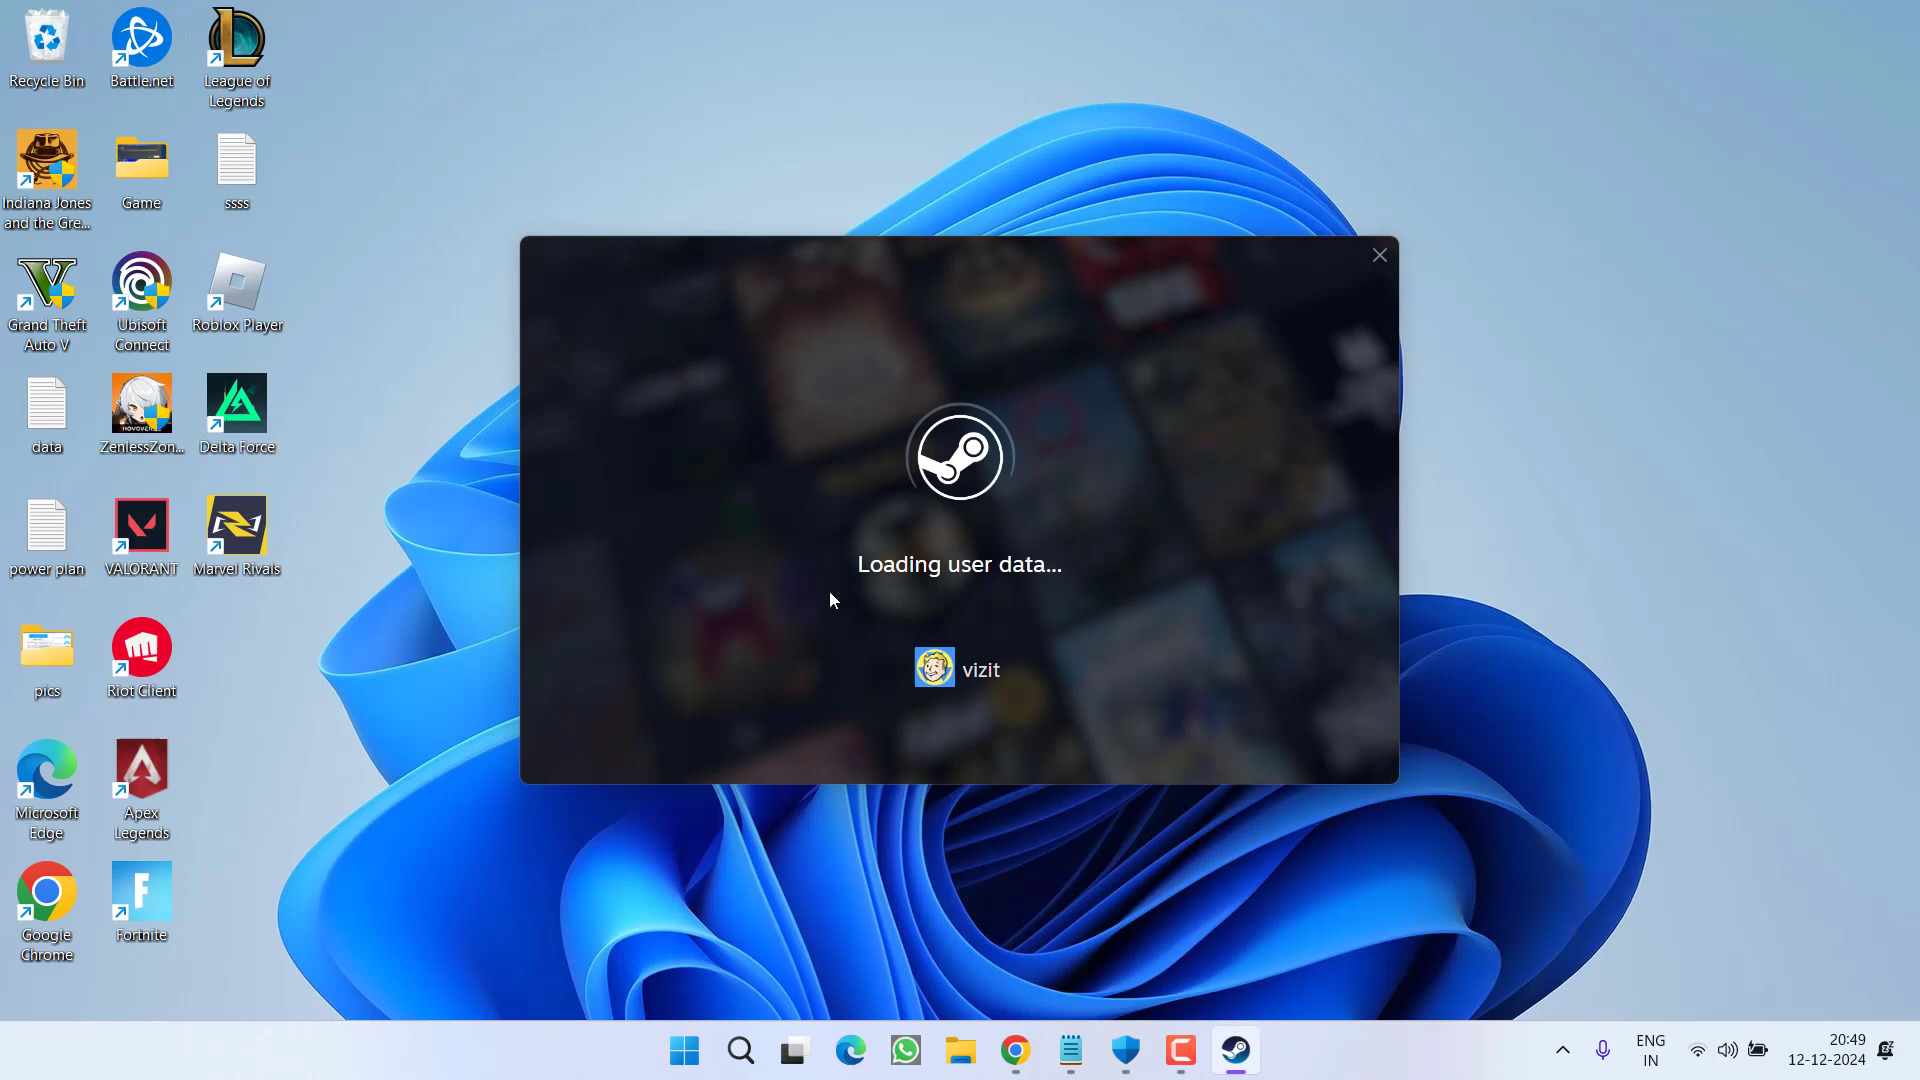 Recycle Bin
Battle.net
League of
Legends
Indiana Jones
and the Gre...
Game
ssss
Grand Theft
Auto V
Ubisoft
Connect
Roblox Player
data
ZenlessZon...
Delta Force
power plan
VALORANT
Marvel Rivals
pics
Riot Client
Microsoft
Edge
Apex
Legends
Google
Chrome
Fortnite
Loading user data...
vizit
ENG
IN
20:49
12-12-2024